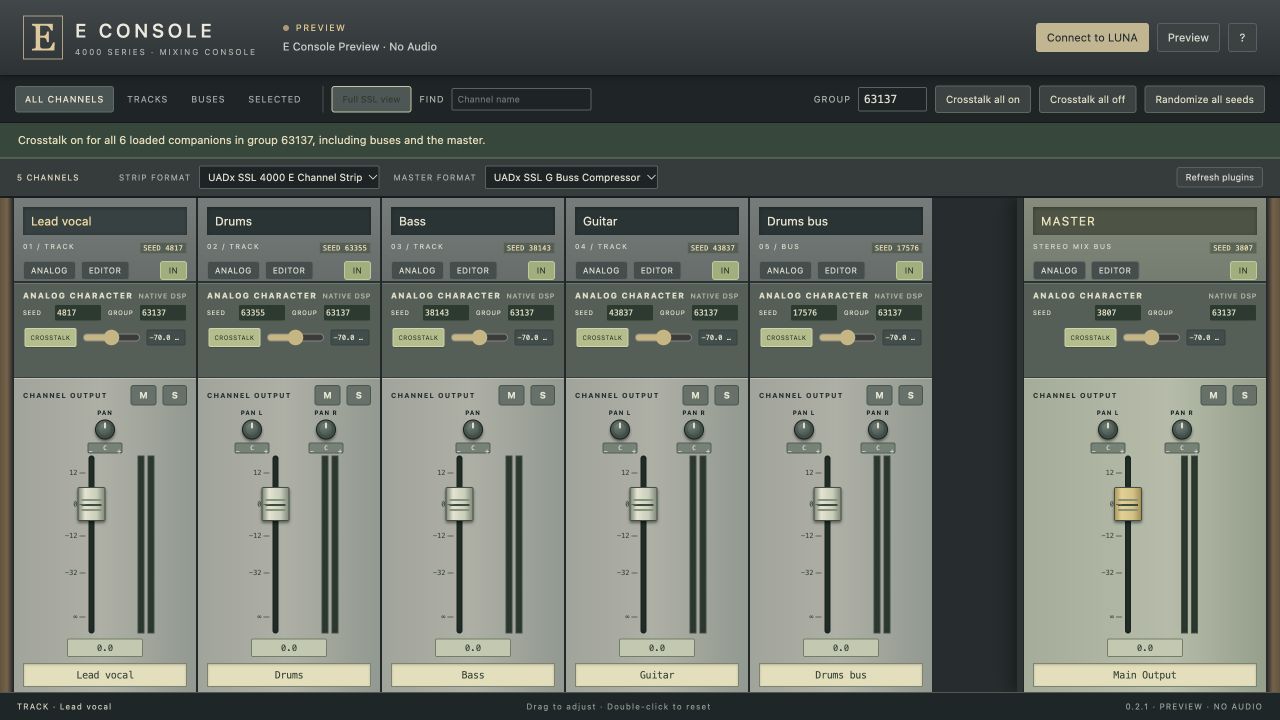 E
E CONSOLE
4000 SERIES · MIXING CONSOLE
PREVIEW
E Console Preview · No Audio
Connect to LUNA
Preview
?
ALL CHANNELS
TRACKS
BUSES
SELECTED
Full SSL view
FIND
Channel name
GROUP
63137
Crosstalk all on
Crosstalk all off
Randomize all seeds
Crosstalk on for all 6 loaded companions in group 63137, including buses and the master.
5 CHANNELS
STRIP FORMAT
UADx SSL 4000 E Channel Strip
MASTER FORMAT
UADx SSL G Buss Compressor
Refresh plugins
Lead vocal
01 / TRACK
SEED 4817
ANALOG
EDITOR
IN
ANALOG CHARACTER
NATIVE DSP
SEED 4817 GROUP 63137
CROSSTALK
-70.0 …
CHANNEL OUTPUT
M
S
PAN
– C +
12
0
-12
-32
∞
0.0
Lead vocal
Drums
02 / TRACK
SEED 63355
ANALOG
EDITOR
IN
ANALOG CHARACTER
NATIVE DSP
SEED 63355 GROUP 63137
CROSSTALK
-70.0 …
CHANNEL OUTPUT
M
S
PAN L
PAN R
– C +
– C +
12
0
-12
-32
∞
0.0
Drums
Bass
03 / TRACK
SEED 38143
ANALOG
EDITOR
IN
ANALOG CHARACTER
NATIVE DSP
SEED 38143 GROUP 63137
CROSSTALK
-70.0 …
CHANNEL OUTPUT
M
S
PAN
– C +
12
0
-12
-32
∞
0.0
Bass
Guitar
04 / TRACK
SEED 43837
ANALOG
EDITOR
IN
ANALOG CHARACTER
NATIVE DSP
SEED 43837 GROUP 63137
CROSSTALK
-70.0 …
CHANNEL OUTPUT
M
S
PAN L
PAN R
– C +
– C +
12
0
-12
-32
∞
0.0
Guitar
Drums bus
05 / BUS
SEED 17576
ANALOG
EDITOR
IN
ANALOG CHARACTER
NATIVE DSP
SEED 17576 GROUP 63137
CROSSTALK
-70.0 …
CHANNEL OUTPUT
M
S
PAN L
PAN R
– C +
– C +
12
0
-12
-32
∞
0.0
Drums bus
MASTER
STEREO MIX BUS
SEED 3807
ANALOG
EDITOR
IN
ANALOG CHARACTER
NATIVE DSP
SEED 3807 GROUP 63137
CROSSTALK
-70.0 …
CHANNEL OUTPUT
M
S
PAN L
PAN R
– C +
– C +
12
0
-12
-32
∞
0.0
Main Output
TRACK · Lead vocal
Drag to adjust · Double-click to reset
0.2.1 · PREVIEW · NO AUDIO